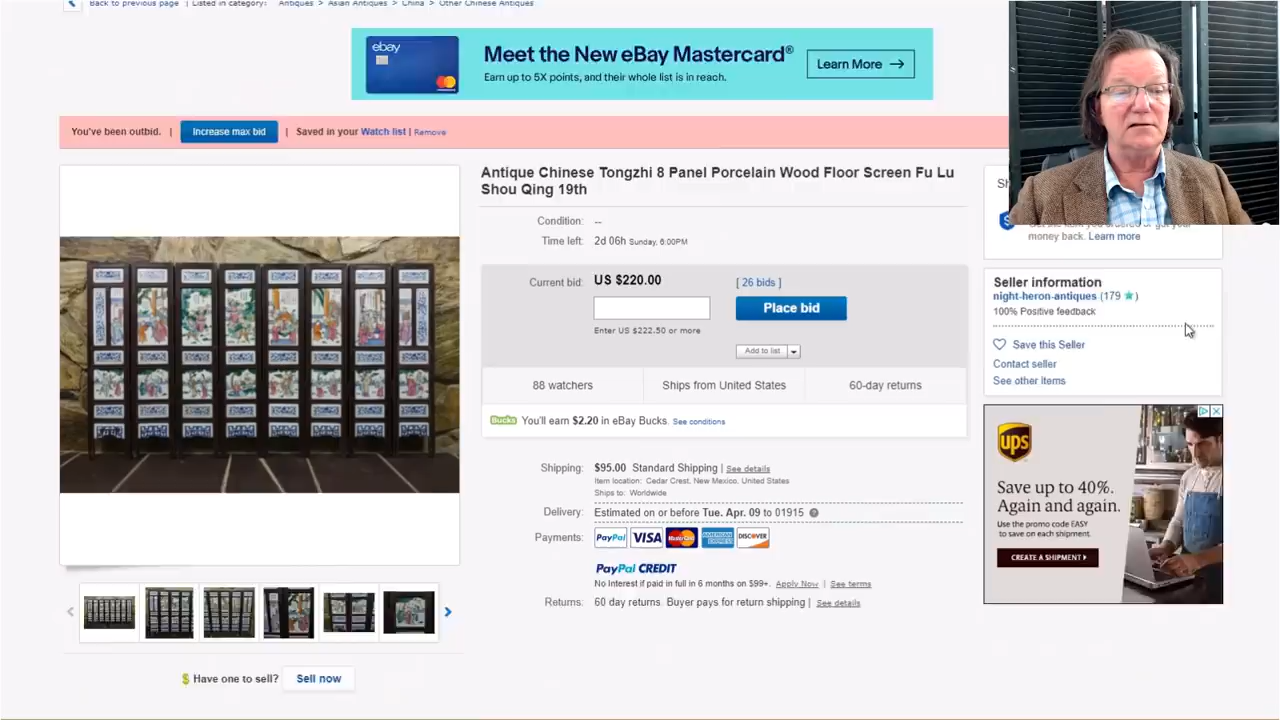 Back to previous page | Listed in category: Antiques > Asian Antiques > China > Other Chinese Antiques
ebay
Meet the New eBay Mastercard®
Earn up to 5X points, and their whole list is in reach.
Learn More →
You've been outbid. | Increase max bid | Saved in your Watch list | Remove
Antique Chinese Tongzhi 8 Panel Porcelain Wood Floor Screen Fu Lu
Shou Qing 19th
Condition: --
Time left: 2d 06h Sunday, 6:00PM
Current bid: US $220.00 [ 26 bids ]
Place bid
Enter US $222.50 or more
Add to list
88 watchers
Ships from United States
60-day returns
Bucks You'll earn $2.20 in eBay Bucks. See conditions
Shipping: $95.00 Standard Shipping | See details
Item location: Cedar Crest, New Mexico, United States
Ships to: Worldwide
Delivery: Estimated on or before Tue. Apr. 09 to 01915
Payments: PayPal VISA MasterCard AMERICAN EXPRESS DISCOVER
PayPal CREDIT
No Interest if paid in full in 6 months on $99+. Apply Now | See terms
Returns: 60 day returns. Buyer pays for return shipping | See details
Sh
money back. Learn more
Seller information
night-heron-antiques (179 )
100% Positive feedback
Save this Seller
Contact seller
See other items
ups
Save up to 40%.
Again and again.
Use the promo code EASY
to save on each shipment.
CREATE A SHIPMENT
$ Have one to sell? Sell now